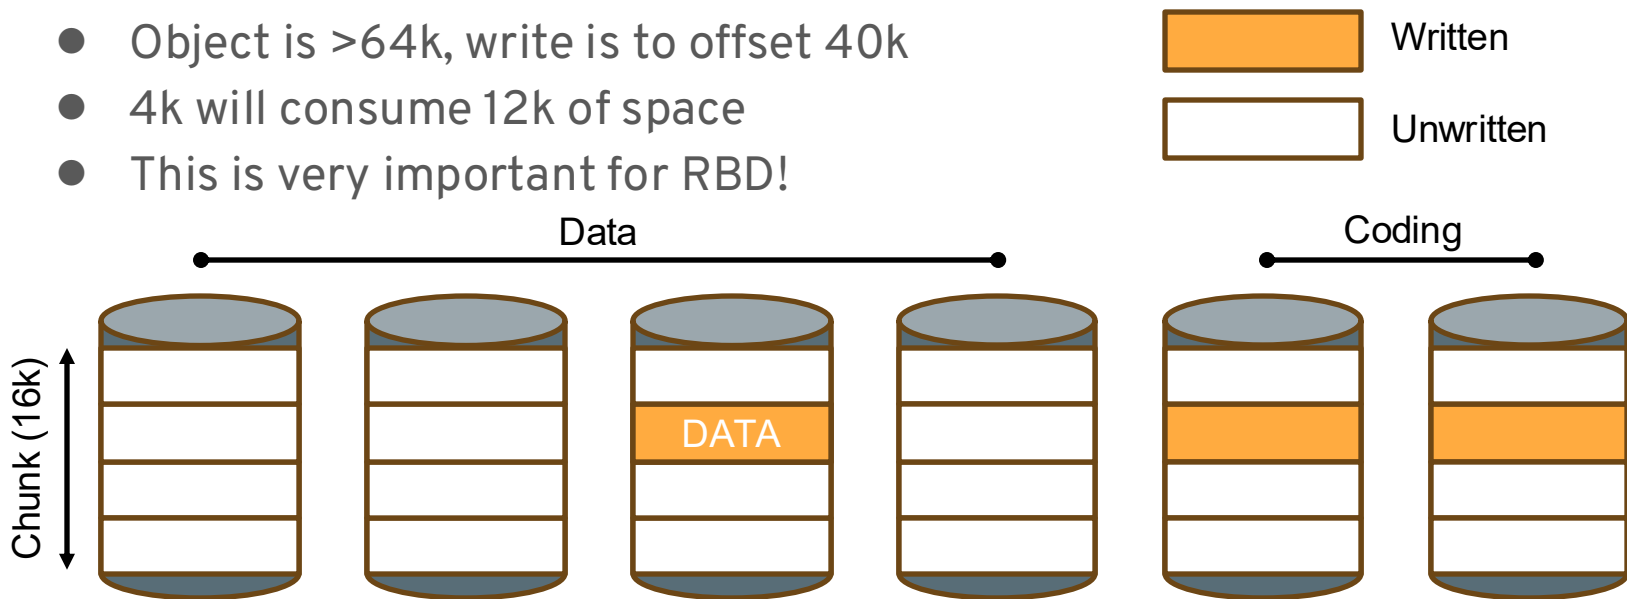 ● Object is >64k, write is to offset 40k
● 4k will consume 12k of space
● This is very important for RBD!
Written
Unwritten
Data
Coding
Chunk (16k)
DATA